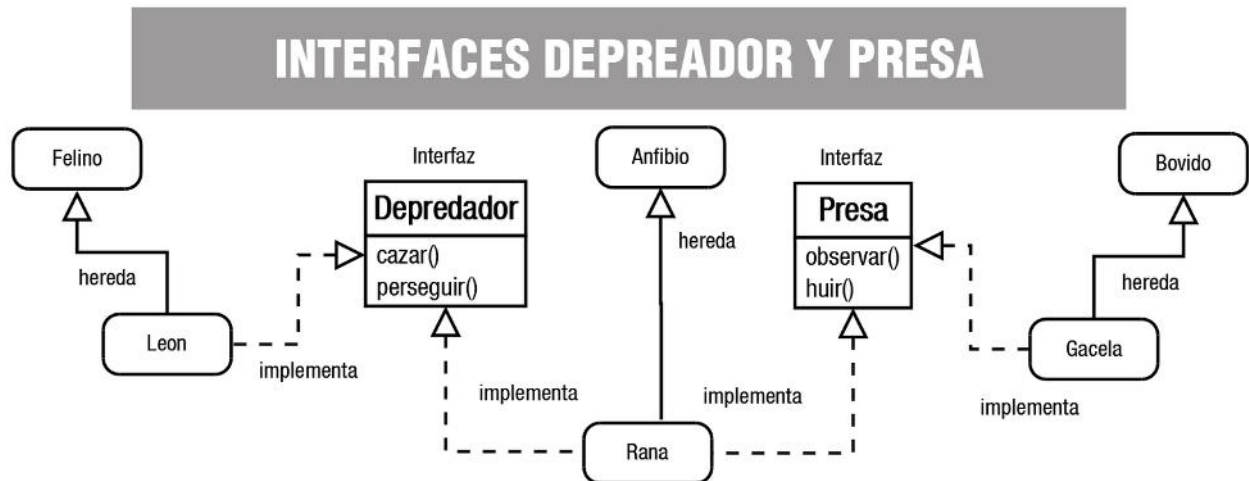 INTERFACES DEPREADOR Y PRESA
Felino
Interfaz
Anfibio
Interfaz
Bovido
Depredador
Presa
cazar()
perseguir()
hereda
observar()
huir()
hereda
hereda
Leon
implementa
Gacela
implementa
implementa
implementa
Rana